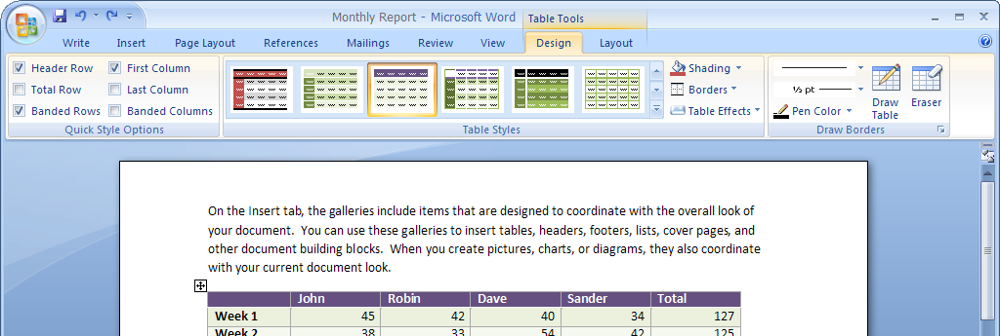 Monthly Report - Microsoft Word Table Tools
Write Insert Page Layout References Mailings Review View Design Layout
Header Row First Column Shading
Total Row Last Column Borders ½ pt Draw Table Eraser
Banded Rows Banded Columns Table Effects Pen Color
Quick Style Options Table Styles Draw Borders
On the Insert tab, the galleries include items that are designed to coordinate with the overall look of
your document.  You can use these galleries to insert tables, headers, footers, lists, cover pages, and
other document building blocks.  When you create pictures, charts, or diagrams, they also coordinate
with your current document look.
John Robin Dave Sander Total
Week 1 45 42 40 34 127
Week 2 38 33 54 42 125